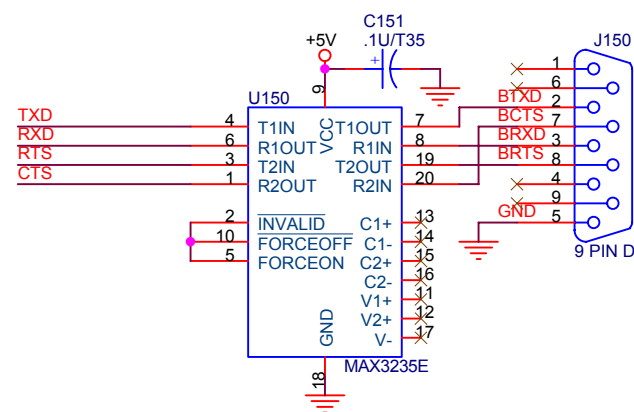 C151
.1U/T35
+5V
+
J150
9
U150
TXD
RXD
RTS
CTS
4
6
3
1
T1IN
R1OUT
T2IN
R2OUT
VCC
T1OUT
R1IN
T2OUT
R2IN
7
8
19
20
BTXD
BCTS
BRXD
BRTS
GND
1
6
2
7
3
8
4
9
5
9 PIN D
2
10
5
INVALID
FORCEOFF
FORCEON
C1+
C1-
C2+
C2-
V1+
V2+
V-
13
14
15
16
11
12
17
GND
18
MAX3235E